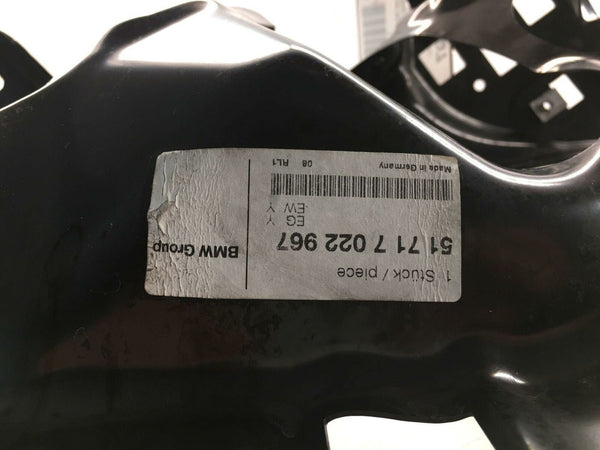 1 Stück / piece
51 71 7 022 967
EG Y
EW Y
Made in Germany 08 RL1
BMW Group